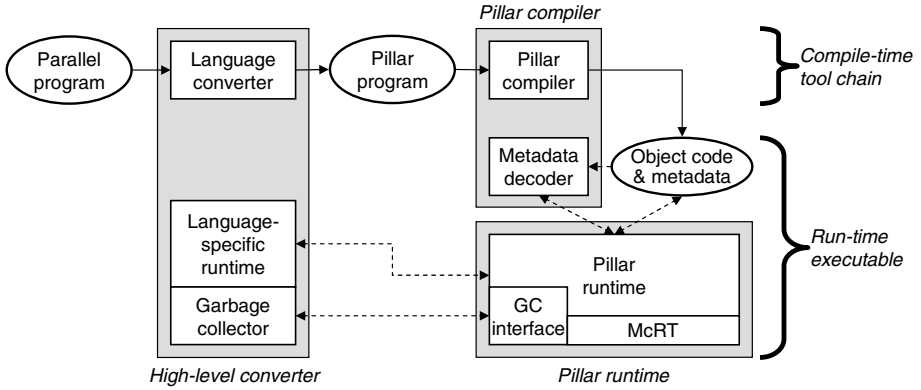 Pillar compiler
Parallel
program
Language
converter
Pillar
program
Pillar
compiler
Compile-time
tool chain
Metadata
decoder
Object code
& metadata
Language-
specific
runtime
Garbage
collector
Pillar
runtime
GC
interface
McRT
Run-time
executable
High-level converter
Pillar runtime